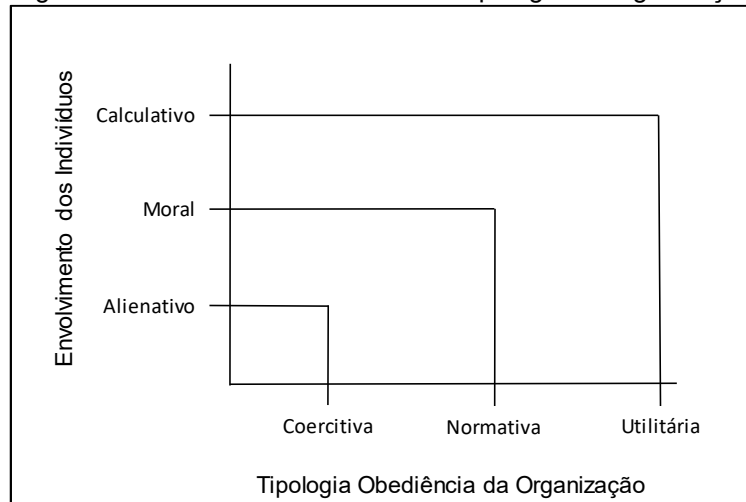 Envolvimento dos Indivíduos
Calculativo
Moral
Alienativo
Coercitiva
Normativa
Utilitária
Tipologia Obediência da Organização